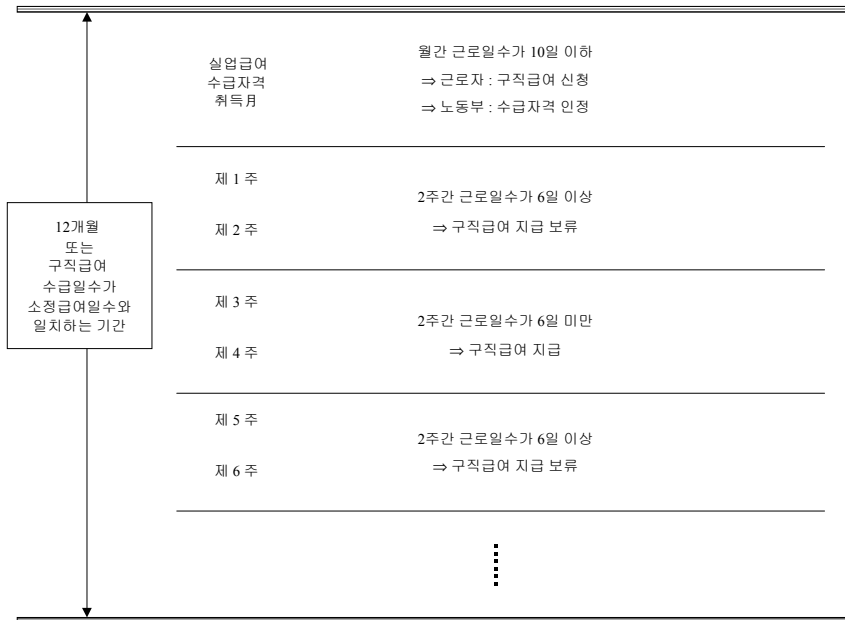 실업급여
수급자격
취득月
월간 근로일수가 10일 이하
⇒ 근로자 : 구직급여 신청
⇒ 노동부 : 수급자격 인정
12개월
또는
구직급여
수급일수가
소정급여일수와
일치하는 기간
제 1 주
제 2 주
2주간 근로일수가 6일 이상
⇒ 구직급여 지급 보류
제 3 주
제 4 주
2주간 근로일수가 6일 미만
⇒ 구직급여 지급
제 5 주
제 6 주
2주간 근로일수가 6일 이상
⇒ 구직급여 지급 보류